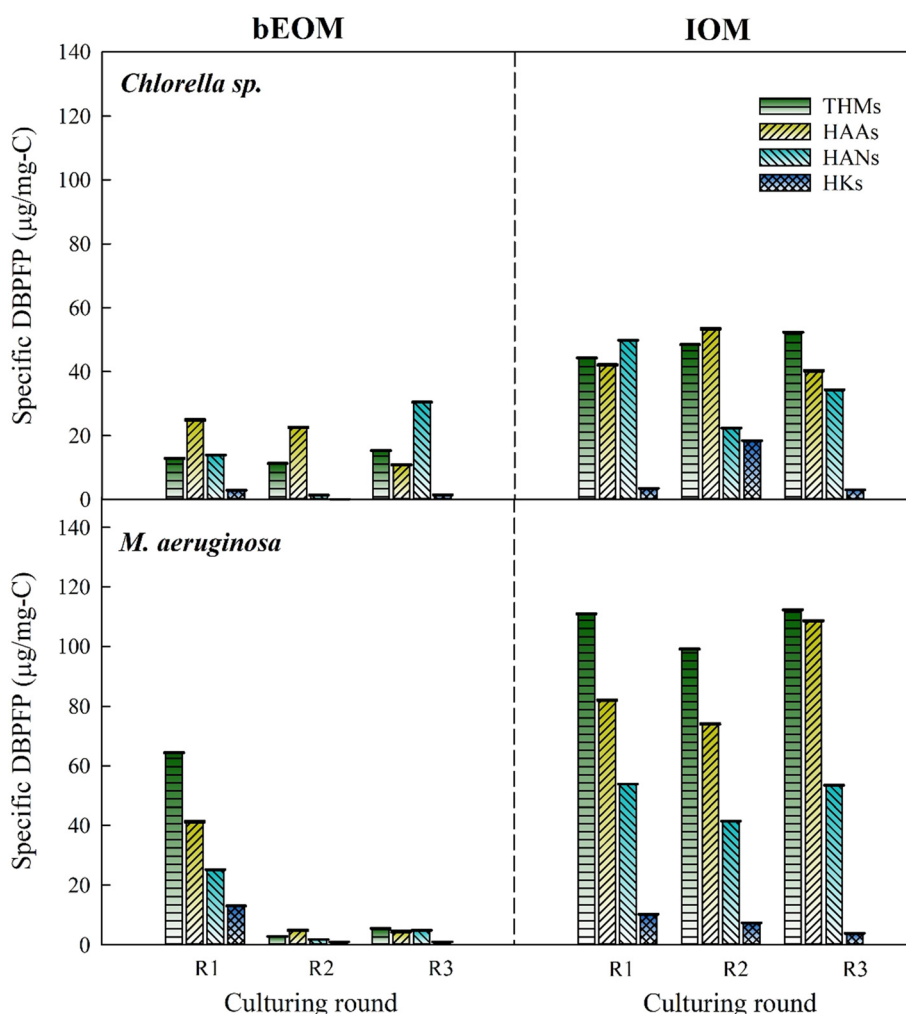 bEOM
IOM
Chlorella sp.
THMs
HAAs
HANs
HKs
Specific DBPFP (µg/mg-C)
140
120
100
80
60
40
20
0
M. aeruginosa
Specific DBPFP (µg/mg-C)
140
120
100
80
60
40
20
0
R1
R2
R3
R1
R2
R3
Culturing round
Culturing round